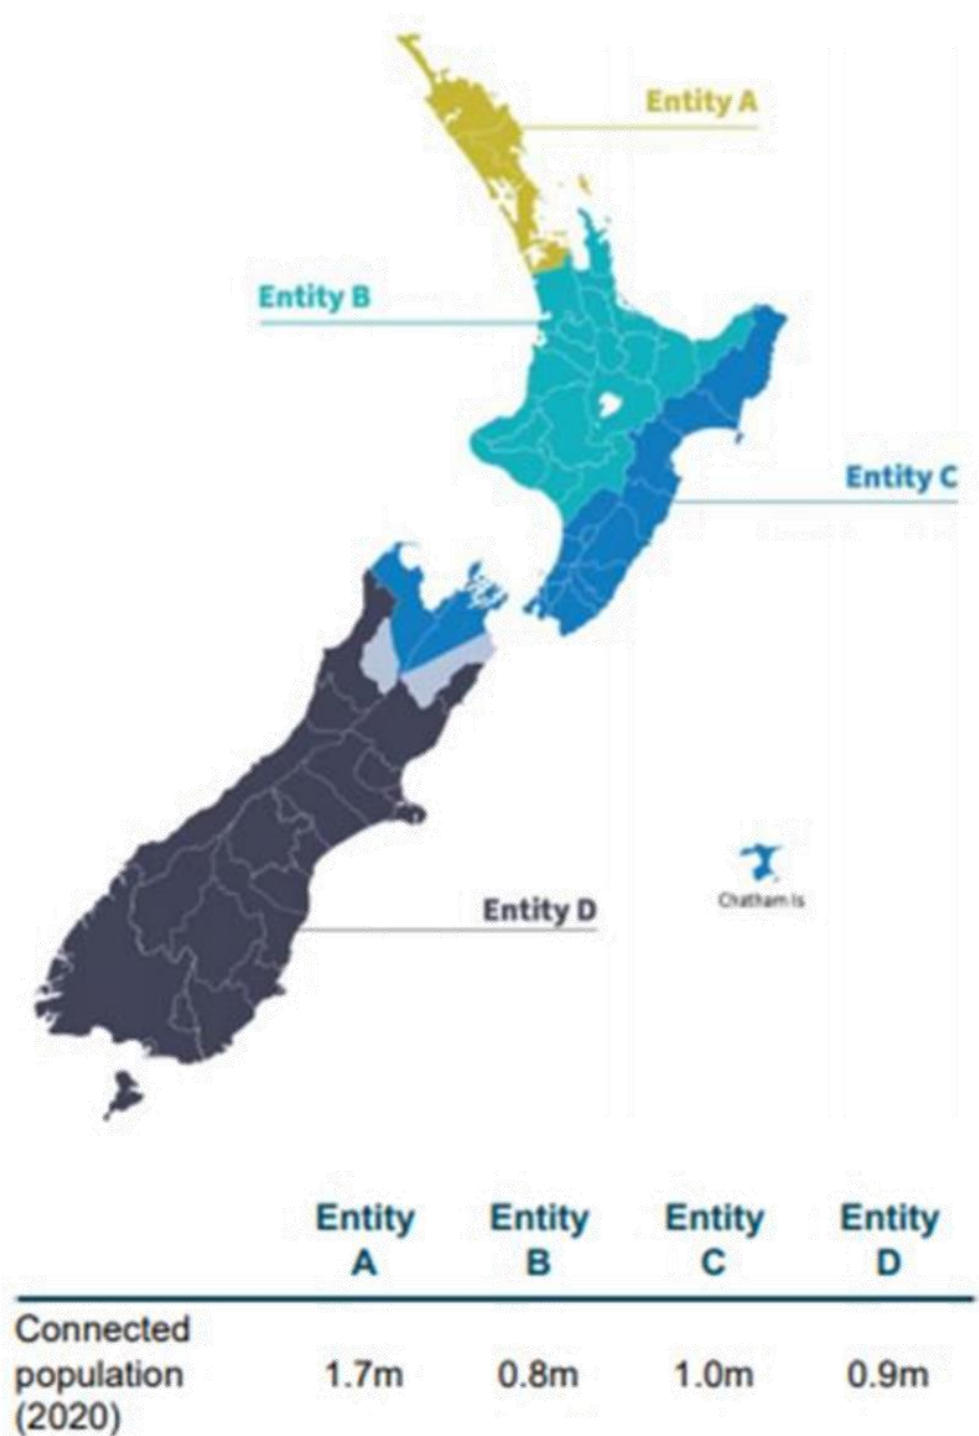 Entity A
Entity B
Entity C
Chatham Is
Entity D
Entity Entity Entity Entity
A B C D
Connected
population 1.7m 0.8m 1.0m 0.9m
(2020)